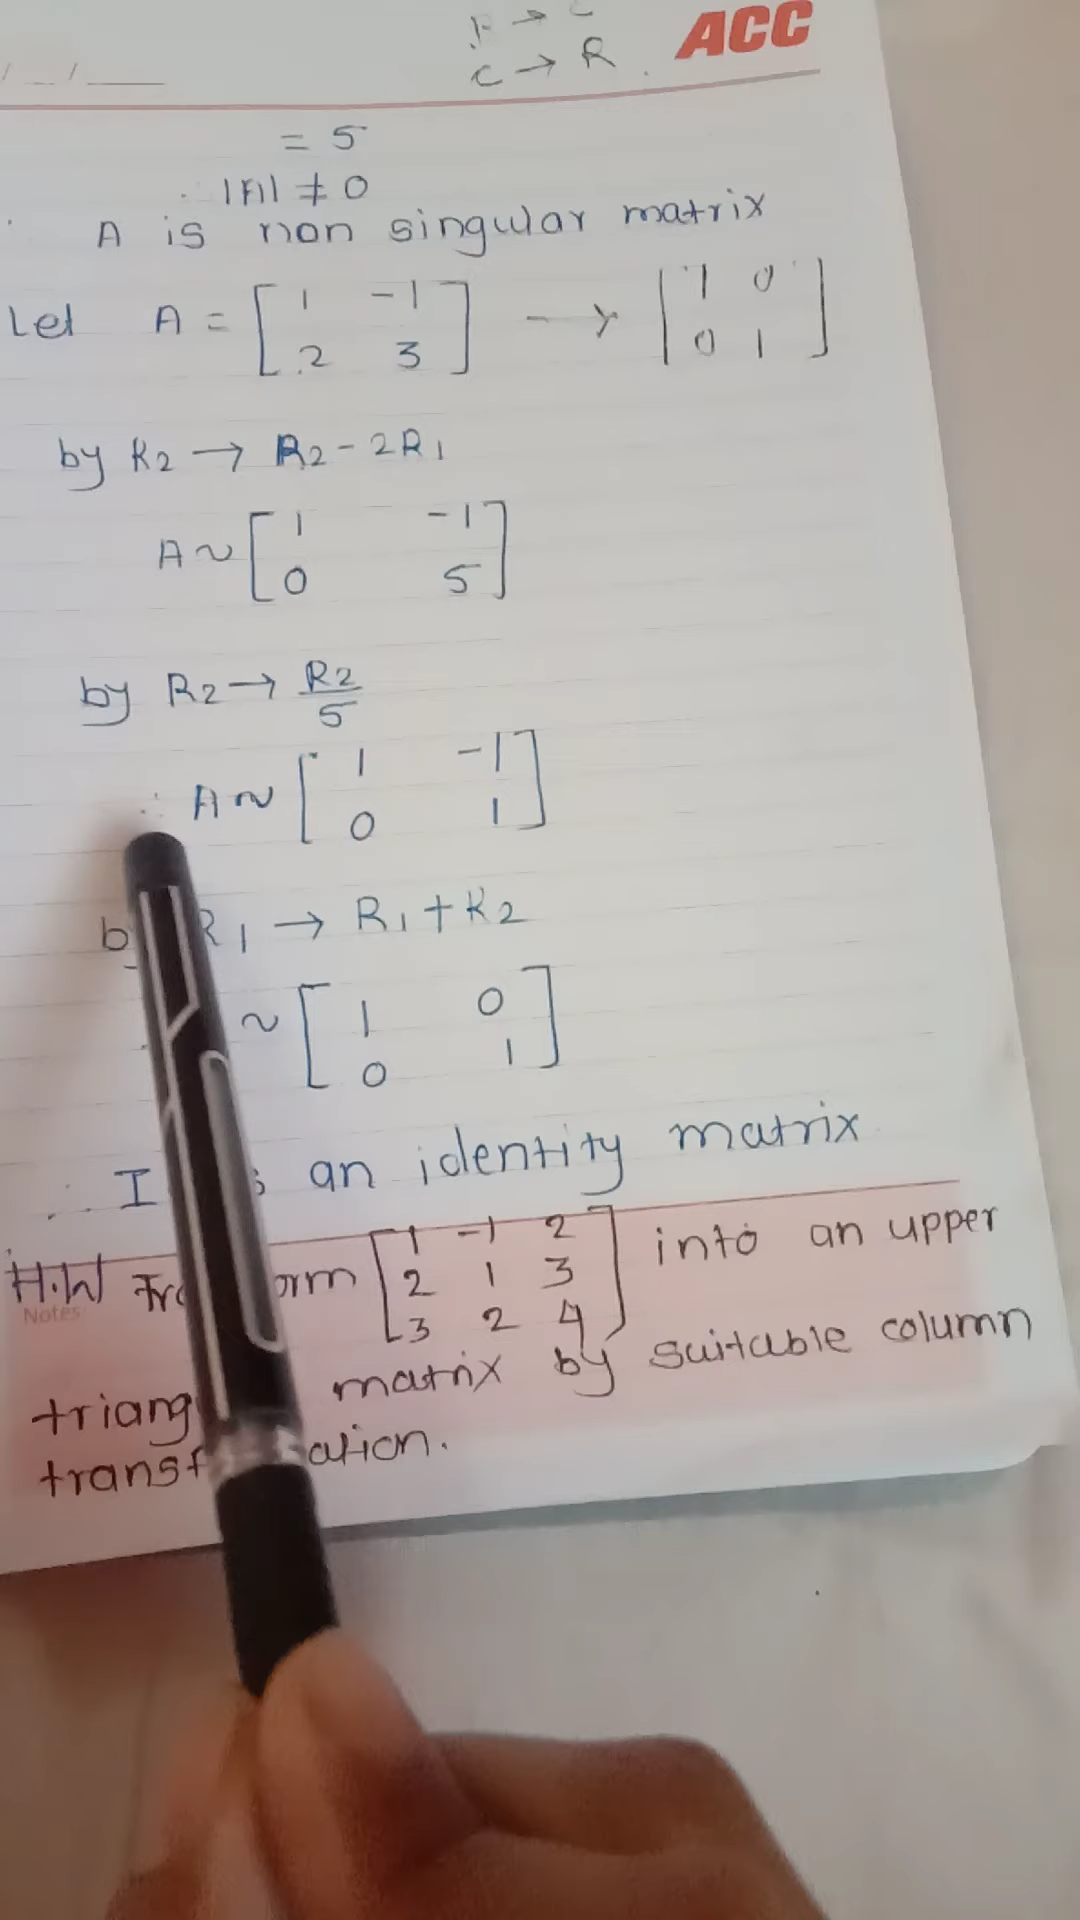 C → R ACC
= 5
∴ |A| ≠ 0
A is non singular matrix
Let A = [ 1 -1 → [ 1 0
2 3 ] 0 1 ]
by R2 → R2 - 2R1
A ~ [ 1 -1
0 5 ]
by R2 → R2
5
∴ A ~ [ 1 -1
0 1 ]
R1 → R1 + R2
~ [ 1 0
0 1 ]
∴ I an identity matrix
H.W [ 1 -1 2 into an upper
Notes 2 1 3
3 2 4 ]
matrix by suitable column